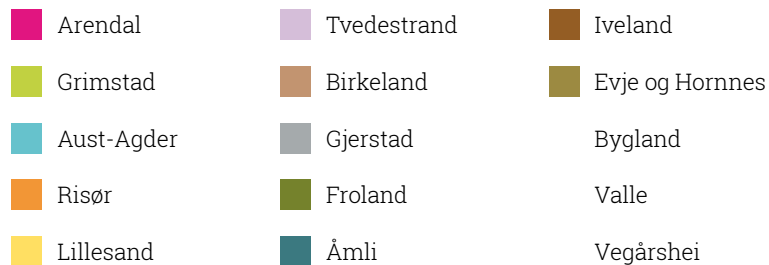 Arendal
Grimstad
Aust-Agder
Risør
Lillesand
Tvedestrand
Birkeland
Gjerstad
Froland
Åmli
Iveland
Evje og Hornnes
Bygland
Valle
Vegårshei